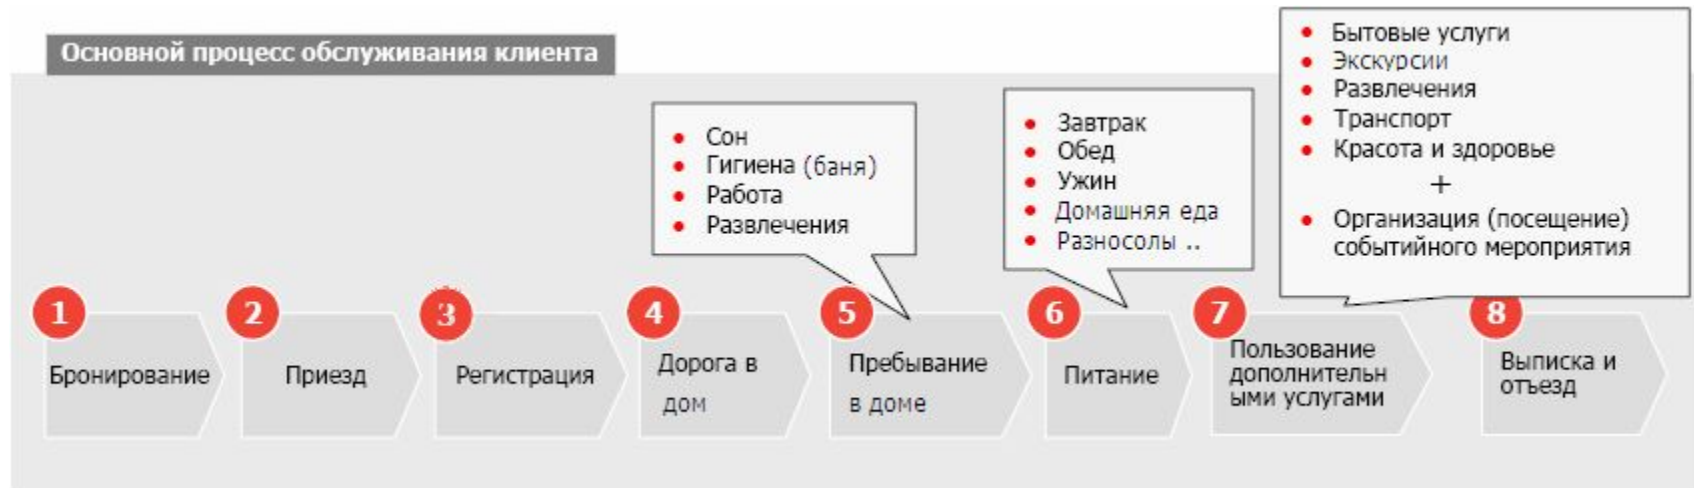 Основной процесс обслуживания клиента
Бытовые услуги
Экскурсии
Развлечения
Транспорт
Красота и здоровье
+
Организация (посещение)
событийного мероприятия
Сон
Гигиена (баня)
Работа
Развлечения
Завтрак
Обед
Ужин
Домашняя еда
Разносолы ..
1
Бронирование
2
Приезд
3
Регистрация
4
Дорога в
дом
5
Пребывание
в доме
6
Питание
7
Пользование
дополнительн
ыми услугами
8
Выписка и
отъезд